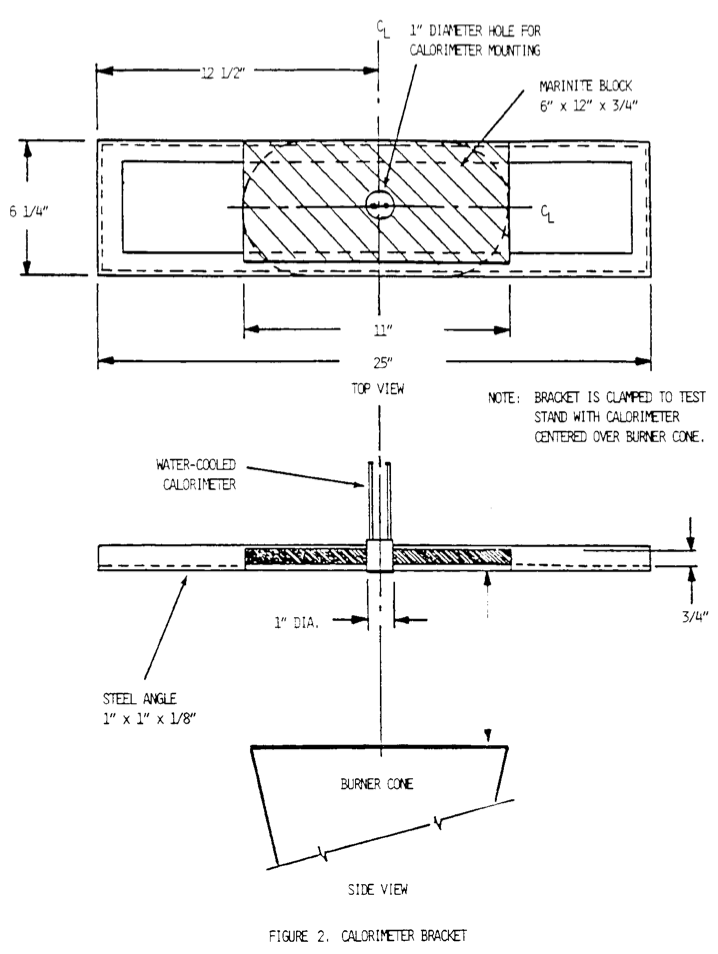 CL
1" DIAMETER HOLE FOR
CALORIMETER MOUNTING
12 1/2"
MARINITE BLOCK
6" x 12" x 3/4"
6 1/4"
CL
11"
25"
TOP VIEW
NOTE: BRACKET IS CLAMPED TO TEST
STAND WITH CALORIMETER
CENTERED OVER BURNER CONE.
WATER-COOLED
CALORIMETER
1" DIA.
3/4"
STEEL ANGLE
1" x 1" x 1/8"
BURNER CONE
SIDE VIEW
FIGURE 2. CALORIMETER BRACKET